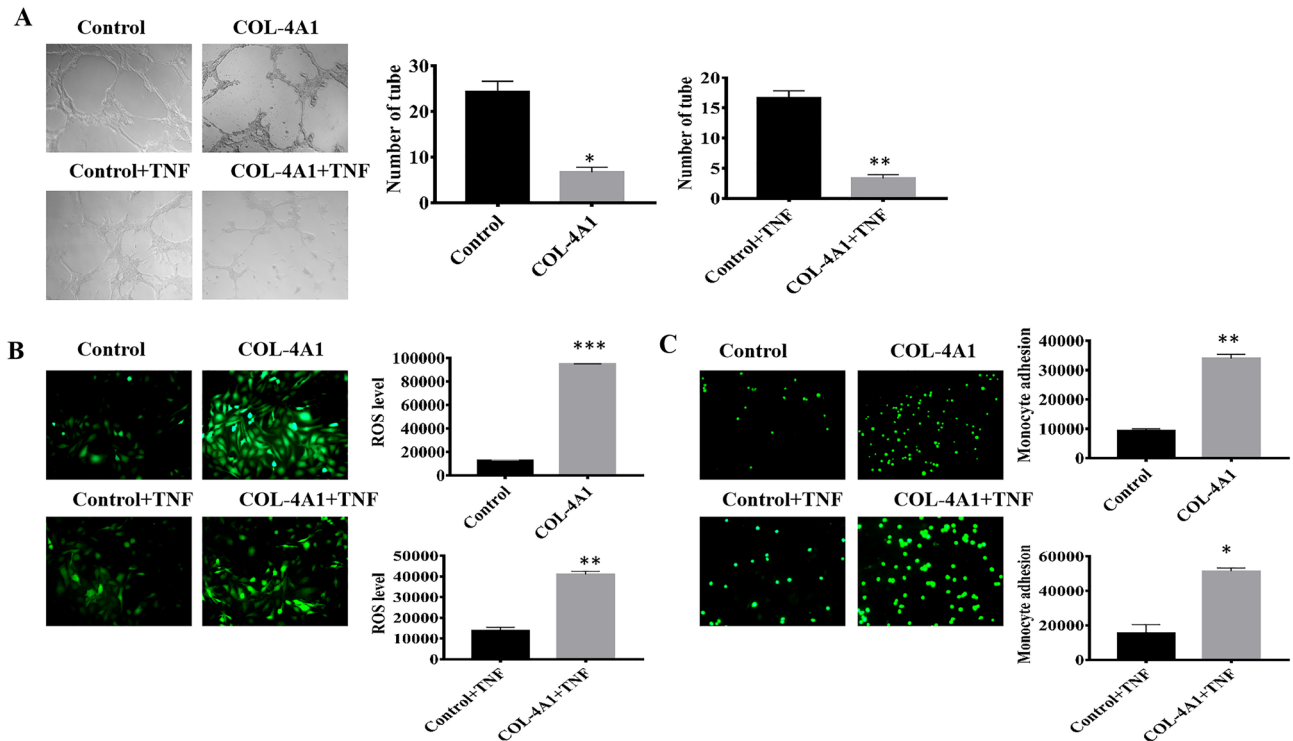 A
Control
COL-4A1
Control+TNF
COL-4A1+TNF
Number of tube
30
20
10
0
*
Control
COL-4A1
Number of tube
20
15
10
5
0
**
Control+TNF
COL-4A1+TNF
B
Control
COL-4A1
Control+TNF
COL-4A1+TNF
ROS level
100000
80000
60000
40000
20000
0
***
Control
COL-4A1
ROS level
50000
40000
30000
20000
10000
0
**
Control+TNF
COL-4A1+TNF
C
Control
COL-4A1
Control+TNF
COL-4A1+TNF
Monocyte adhesion
40000
30000
20000
10000
0
**
Control
COL-4A1
Monocyte adhesion
60000
40000
20000
0
*
Control+TNF
COL-4A1+TNF